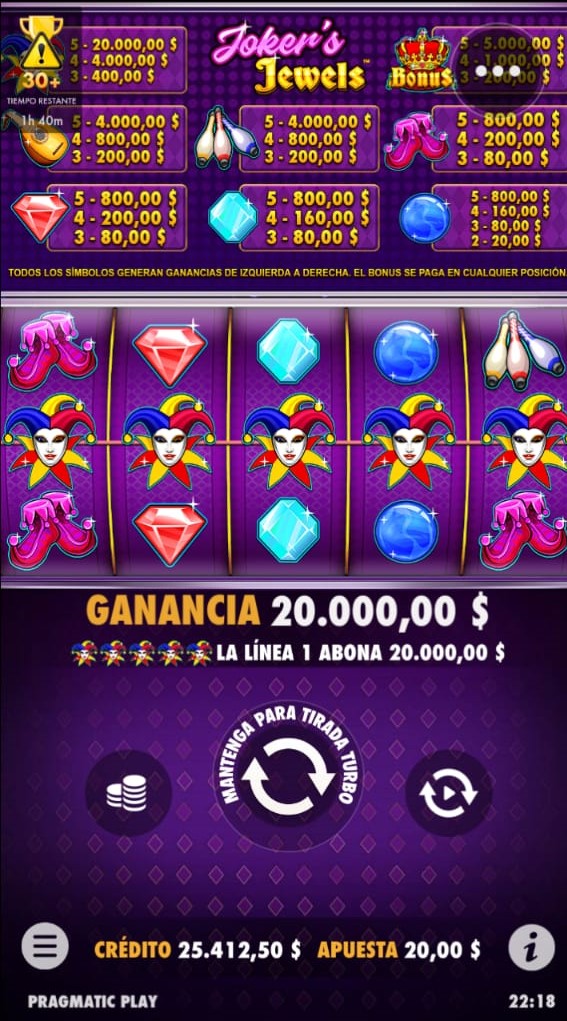 Joker's
Jewels™
30+
TIEMPO RESTANTE
1h 40m
5 - 20.000,00 $
4 - 4.000,00 $
3 - 400,00 $
BONUS
5 - 5.000,00 $
4 - 1.000,00 $
5 - 4.000,00 $
4 - 800,00 $
3 - 200,00 $
5 - 4.000,00 $
4 - 800,00 $
3 - 200,00 $
5 - 800,00 $
4 - 200,00 $
3 - 80,00 $
5 - 800,00 $
4 - 200,00 $
3 - 80,00 $
5 - 800,00 $
4 - 160,00 $
3 - 80,00 $
5 - 800,00 $
4 - 160,00 $
3 - 80,00 $
2 - 20,00 $
TODOS LOS SÍMBOLOS GENERAN GANANCIAS DE IZQUIERDA A DERECHA. EL BONUS SE PAGA EN CUALQUIER POSICIÓN.
GANANCIA 20.000,00 $
LA LÍNEA 1 ABONA 20.000,00 $
MANTENGA PARA TIRADA TURBO
CRÉDITO 25.412,50 $ APUESTA 20,00 $
PRAGMATIC PLAY
22:18